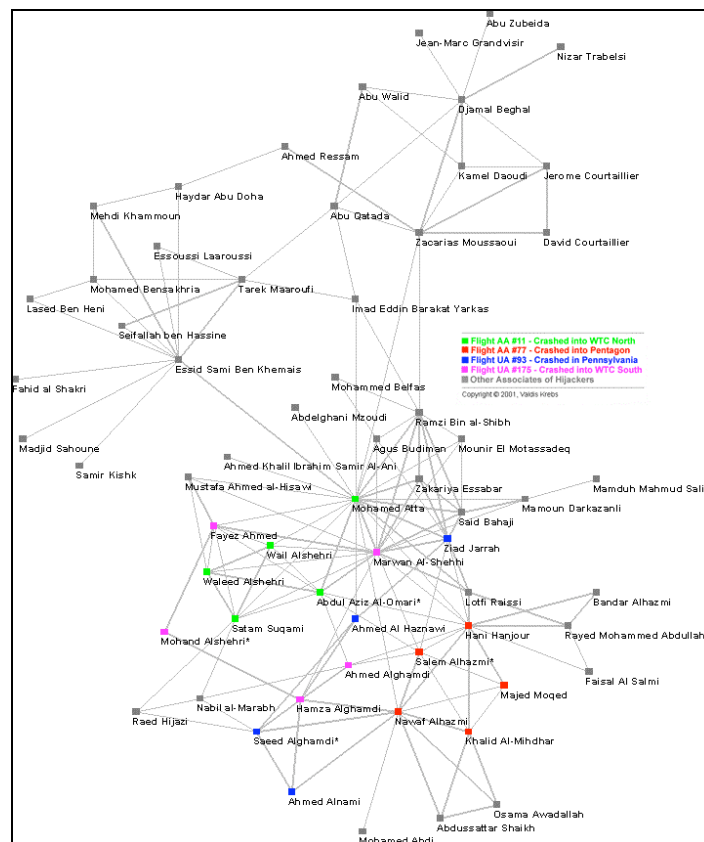 Abu Zubeida
Jean-Marc Grandvisir
Nizar Trabelsi
Abu Walid
Djamal Beghal
Ahmed Ressam
Kamel Daoudi
Jerome Courtaillier
Haydar Abu Doha
Mehdi Khammoun
Abu Qatada
Zacarias Moussaoui
David Courtaillier
Essoussi Laaroussi
Mohamed Bensakhria
Tarek Maaroufi
Lased Ben Heni
Imad Eddin Barakat Yarkas
Seifallah ben Hassine
Flight AA #11 - Crashed into WTC North
Flight AA #77 - Crashed into Pentagon
Flight UA #93 - Crashed in Pennsylvania
Flight UA #175 - Crashed into WTC South
Other Associates of Hijackers
Copyright © 2001, Valdis Krebs
Essid Sami Ben Khemais
Fahid al Shakri
Mohammed Belfas
Abdelghani Mzoudi
Ramzi Bin al-Shibh
Madjid Sahoune
Agus Budiman
Mounir El Motassadeq
Samir Kishk
Ahmed Khalil Ibrahim Samir Al-Ani
Mustafa Ahmed al-Hisawi
Zakariya Essabar
Mamduh Mahmud Sali
Mohamed Atta
Mamoun Darkazanli
Said Bahaji
Fayez Ahmed
Ziad Jarrah
Wail Alshehri
Marwan Al-Shehhi
Waleed Alshehri
Abdul Aziz Al-Omari*
Lotfi Raissi
Bandar Alhazmi
Satam Suqami
Ahmed Al Haznawi
Hani Hanjour
Rayed Mohammed Abdullah
Mohand Alshehri*
Salem Alhazmi*
Ahmed Alghamdi
Faisal Al Salmi
Majed Moqed
Nabil al-Marabh
Hamza Alghamdi
Raed Hijazi
Nawaf Alhazmi
Saeed Alghamdi*
Khalid Al-Mihdhar
Ahmed Alnami
Osama Awadallah
Abdussattar Shaikh
Mohamed Abdi